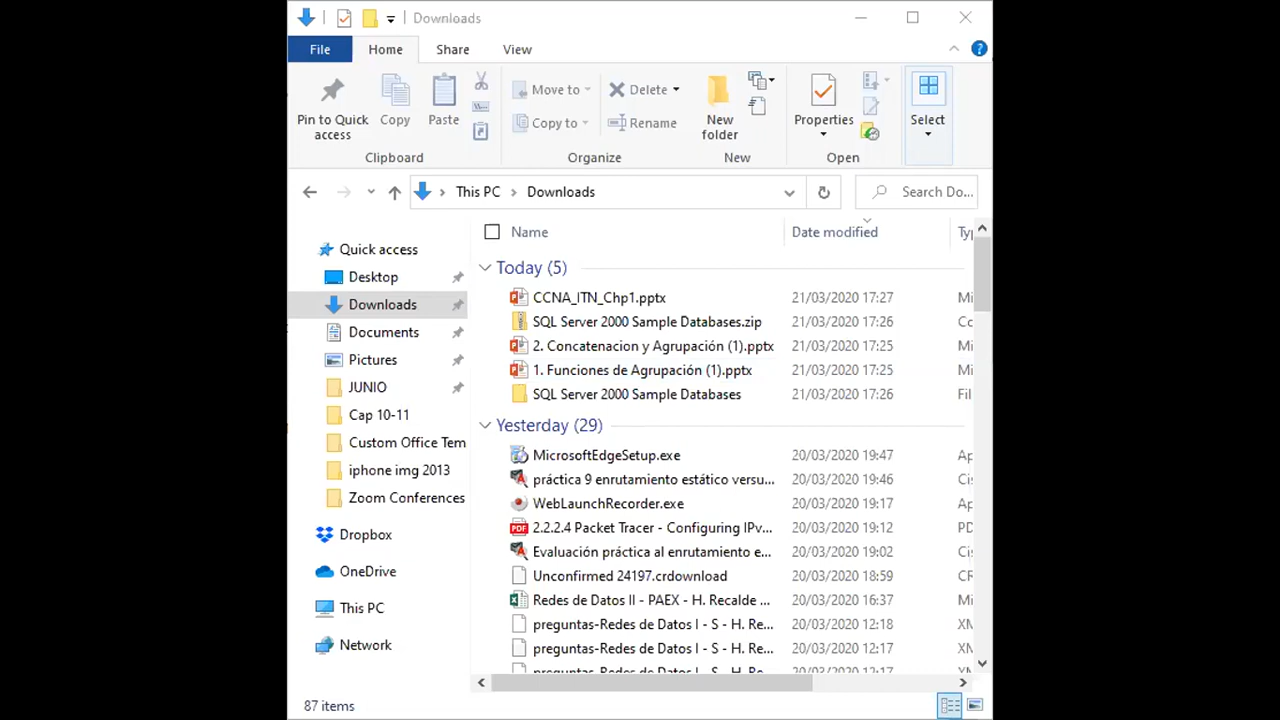 Downloads
File Home Share View
Pin to Quick access
Copy
Paste
Clipboard
Move to
Copy to
Delete
Rename
Organize
New folder
New
Properties
Open
Select
This PC > Downloads
Search Do...
Quick access
Desktop
Downloads
Documents
Pictures
JUNIO
Cap 10-11
Custom Office Tem
iphone img 2013
Zoom Conferences
Dropbox
OneDrive
This PC
Network
Name Date modified Ty
Today (5)
CCNA_ITN_Chp1.pptx 21/03/2020 17:27 Mi
SQL Server 2000 Sample Databases.zip 21/03/2020 17:26 Co
2. Concatenacion y Agrupación (1).pptx 21/03/2020 17:25 Mi
1. Funciones de Agrupación (1).pptx 21/03/2020 17:25 Mi
SQL Server 2000 Sample Databases 21/03/2020 17:26 Fil
Yesterday (29)
MicrosoftEdgeSetup.exe 20/03/2020 19:47 Ap
práctica 9 enrutamiento estático versu... 20/03/2020 19:46 Cis
WebLaunchRecorder.exe 20/03/2020 19:17 Ap
2.2.2.4 Packet Tracer - Configuring IPv... 20/03/2020 19:12 PD
Evaluación práctica al enrutamiento e... 20/03/2020 19:02 Cis
Unconfirmed 24197.crdownload 20/03/2020 18:59 CR
Redes de Datos II - PAEX - H. Recalde ... 20/03/2020 16:37 Mi
preguntas-Redes de Datos I - S - H. Re... 20/03/2020 12:18 XM
preguntas-Redes de Datos I - S - H. Re... 20/03/2020 12:17 XM
preguntas-Redes de Datos I - S - H. Re... 20/03/2020 12:17 XM
87 items